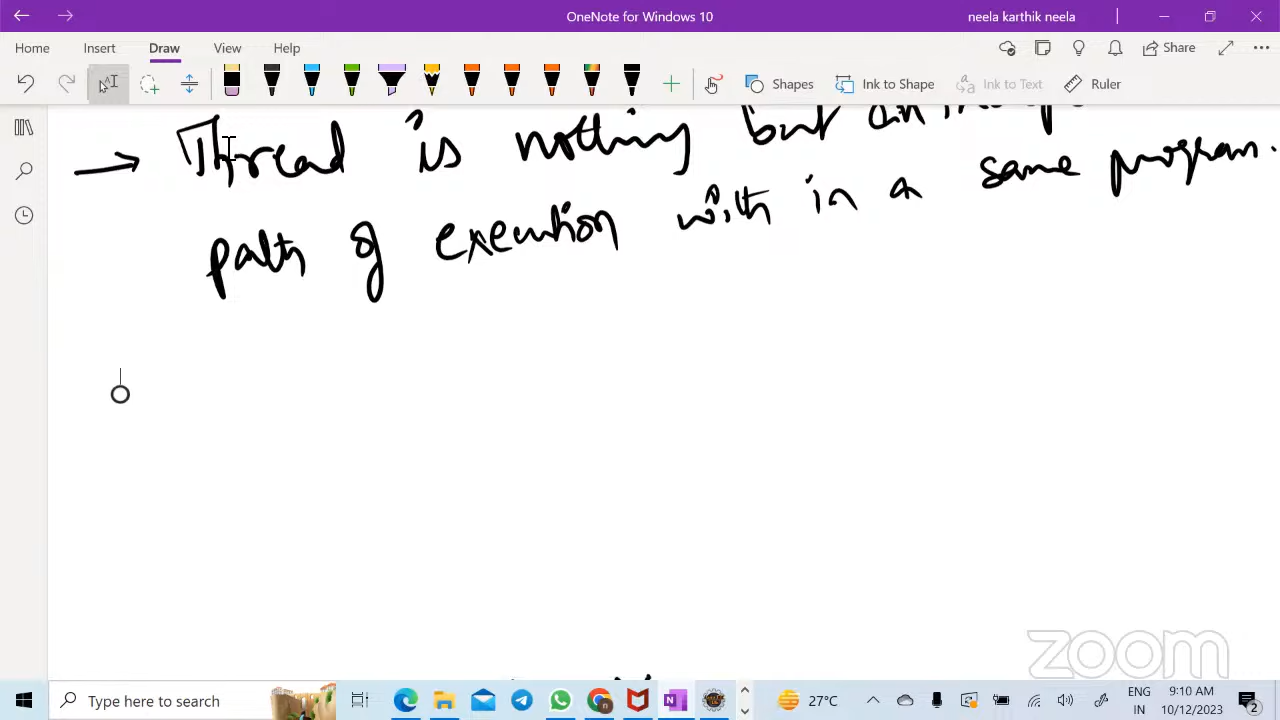 OneNote for Windows 10
neela karthik neela
Home Insert Draw View Help
Share
Shapes Ink to Shape Ink to Text Ruler
→ Thread is nothing but
path of execution with in a same program.
zoom
Type here to search
27°C
ENG
IN
9:10 AM
10/12/2023
2